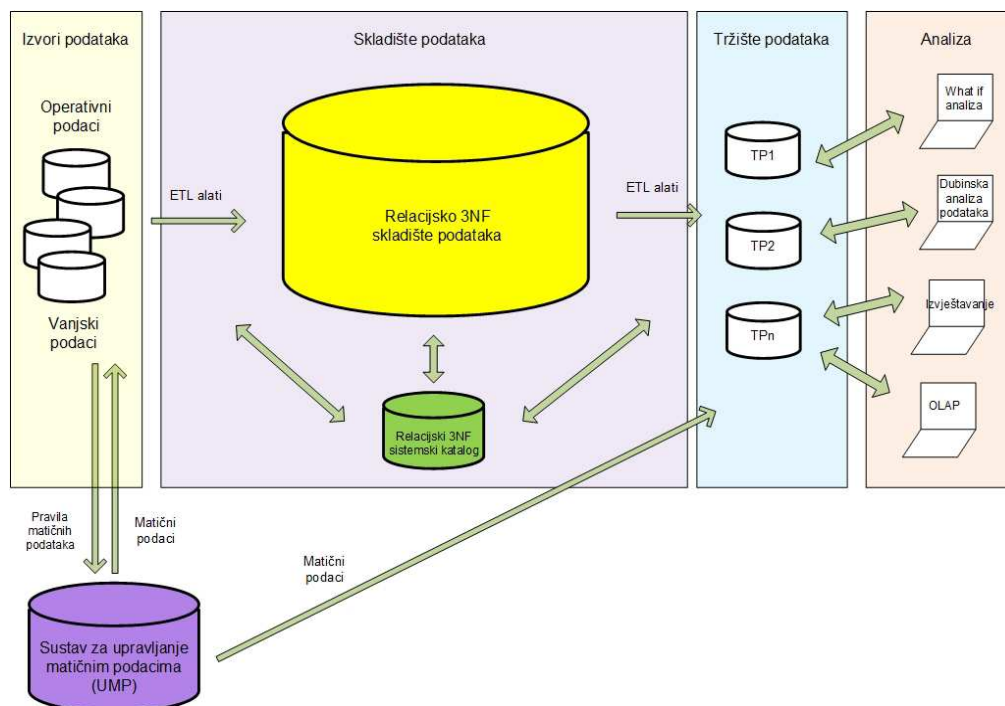 Izvori podataka
Operativni
podaci
Vanjski
podaci
ETL alati
Skladište podataka
Relacijsko 3NF
skladište podataka
Relacijski 3NF
sistemski katalog
ETL alati
Tržište podataka
TP1
TP2
TPn
Analiza
What if
analiza
Dubinska
analiza
podataka
Izvještavanje
OLAP
Pravila
matičnih
podataka
Matični
podaci
Matični
podaci
Sustav za upravljanje
matičnim podacima
(UMP)